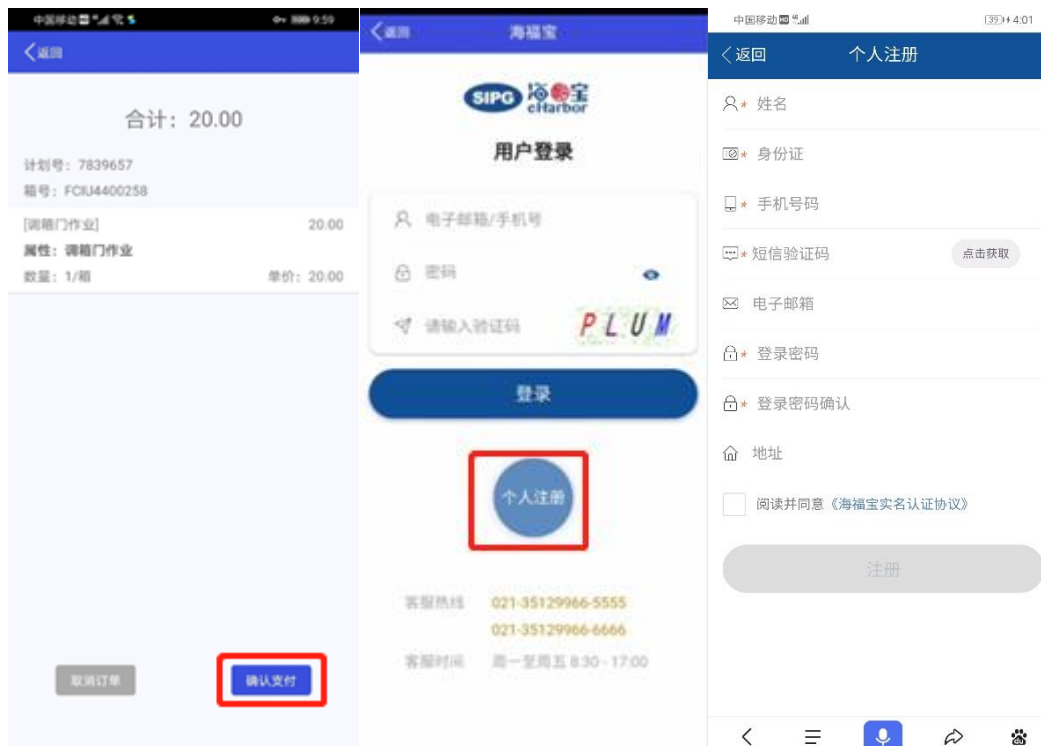 中国移动
9:59
返回
合计：20.00
计划号：7839657
箱号：FCIU4400258
[调箱门作业] 20.00
属性：调箱门作业
数量：1/箱 单价：20.00
取消订单 确认支付
返回 海福宝
SIPG 海福宝
eHarbor
用户登录
电子邮箱/手机号
密码
请输入验证码 PLUM
登录
个人注册
客服热线 021-35129966-5555
021-35129966-6666
客服时间 周一至周五 8:30 - 17:00
中国移动 HD 39 4:01
返回 个人注册
* 姓名
* 身份证
* 手机号码
* 短信验证码 点击获取
电子邮箱
* 登录密码
* 登录密码确认
地址
阅读并同意《海福宝实名认证协议》
注册